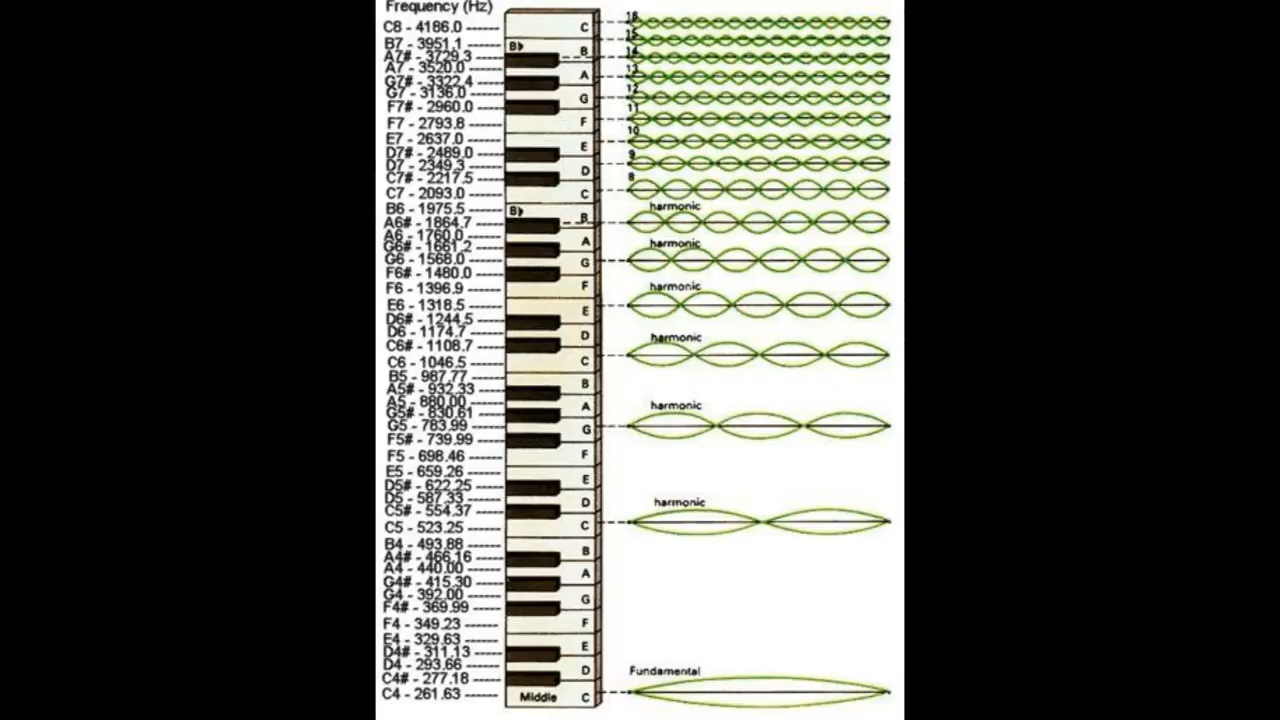 Frequency (Hz)
C8 - 4186.0
B7 - 3951.1
A7# - 3729.3
A7 - 3520.0
G7# - 3322.4
G7 - 3136.0
F7# - 2960.0
F7 - 2793.8
E7 - 2637.0
D7# - 2489.0
D7 - 2349.3
C7# - 2217.5
C7 - 2093.0
B6 - 1975.5
A6# - 1864.7
A6 - 1760.0
G6# - 1661.2
G6 - 1568.0
F6# - 1480.0
F6 - 1396.9
E6 - 1318.5
D6# - 1244.5
D6 - 1174.7
C6# - 1108.7
C6 - 1046.5
B5 - 987.77
A5# - 932.33
A5 - 880.00
G5# - 830.61
G5 - 783.99
F5# - 739.99
F5 - 698.46
E5 - 659.26
D5# - 622.25
D5 - 587.33
C5# - 554.37
C5 - 523.25
B4 - 493.88
A4# - 466.16
A4 - 440.00
G4# - 415.30
G4 - 392.00
F4# - 369.99
F4 - 349.23
E4 - 329.63
D4# - 311.13
D4 - 293.66
C4# - 277.18
C4 - 261.63
C
B♭
B
A
G
F
E
D
C
B♭
B
A
G
F
E
D
C
B
A
G
F
E
D
C
B
A
G
F
E
D
Middle C
16
15
14
13
12
11
10
9
8
harmonic
harmonic
harmonic
harmonic
harmonic
harmonic
Fundamental